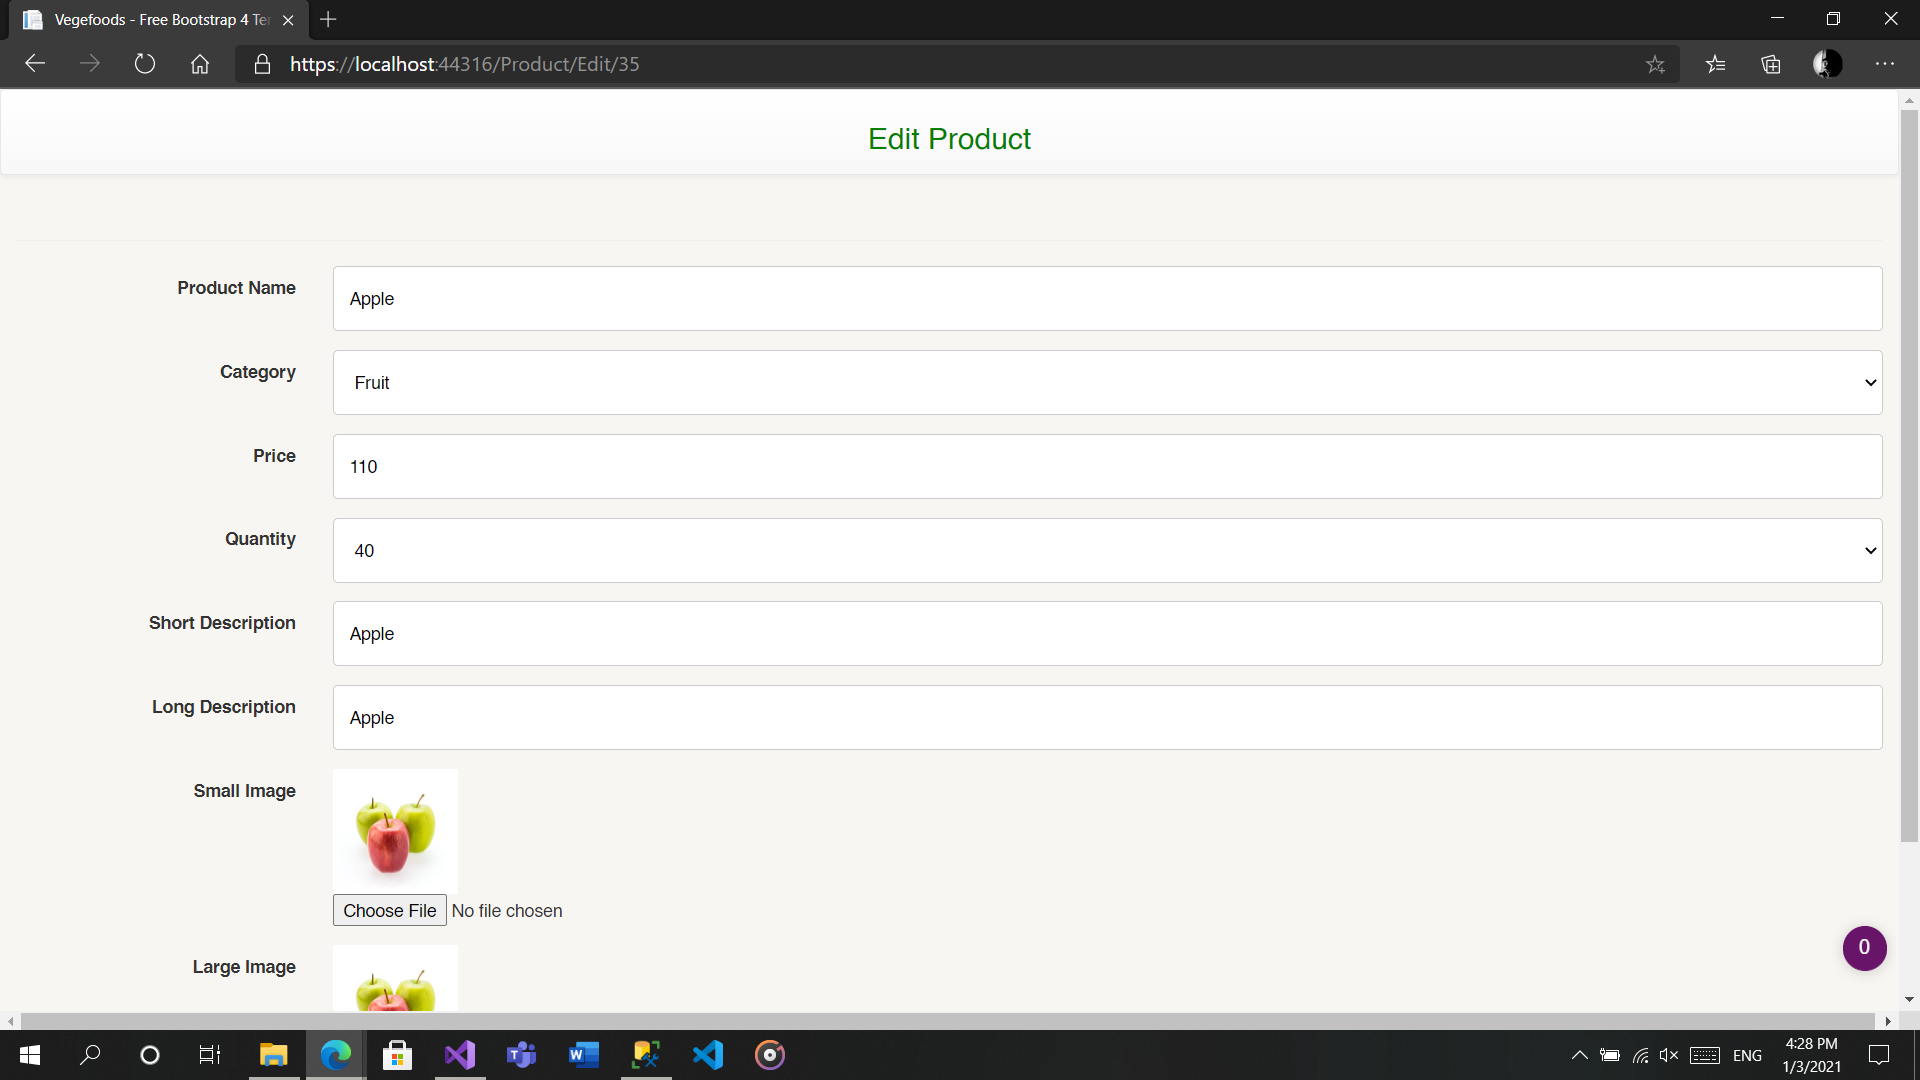 Vegefoods - Free Bootstrap 4 Te
https://localhost:44316/Product/Edit/35
Edit Product
Product Name
Apple
Category
Fruit
Price
110
Quantity
40
Short Description
Apple
Long Description
Apple
Small Image
Choose File No file chosen
0
Large Image
ENG
4:28 PM
1/3/2021